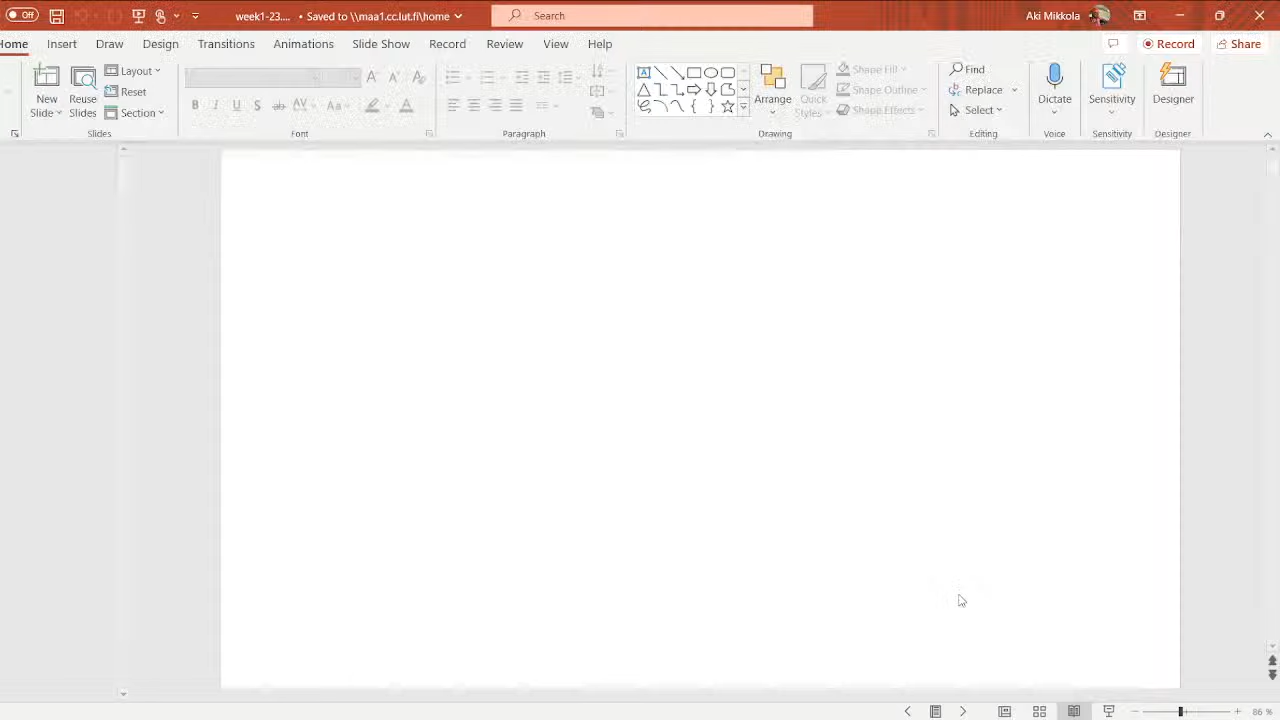 Off week1-23.... • Saved to \\maa1.cc.lut.fi\home Search Aki Mikkola
Home Insert Draw Design Transitions Animations Slide Show Record Review View Help Record Share
New Slide Reuse Slides Layout Reset Section
Arrange Quick Styles Shape Fill Shape Outline Shape Effects
Find Replace Select
Dictate Sensitivity Designer
Slides Font Paragraph Drawing Editing Voice Sensitivity Designer
86 %